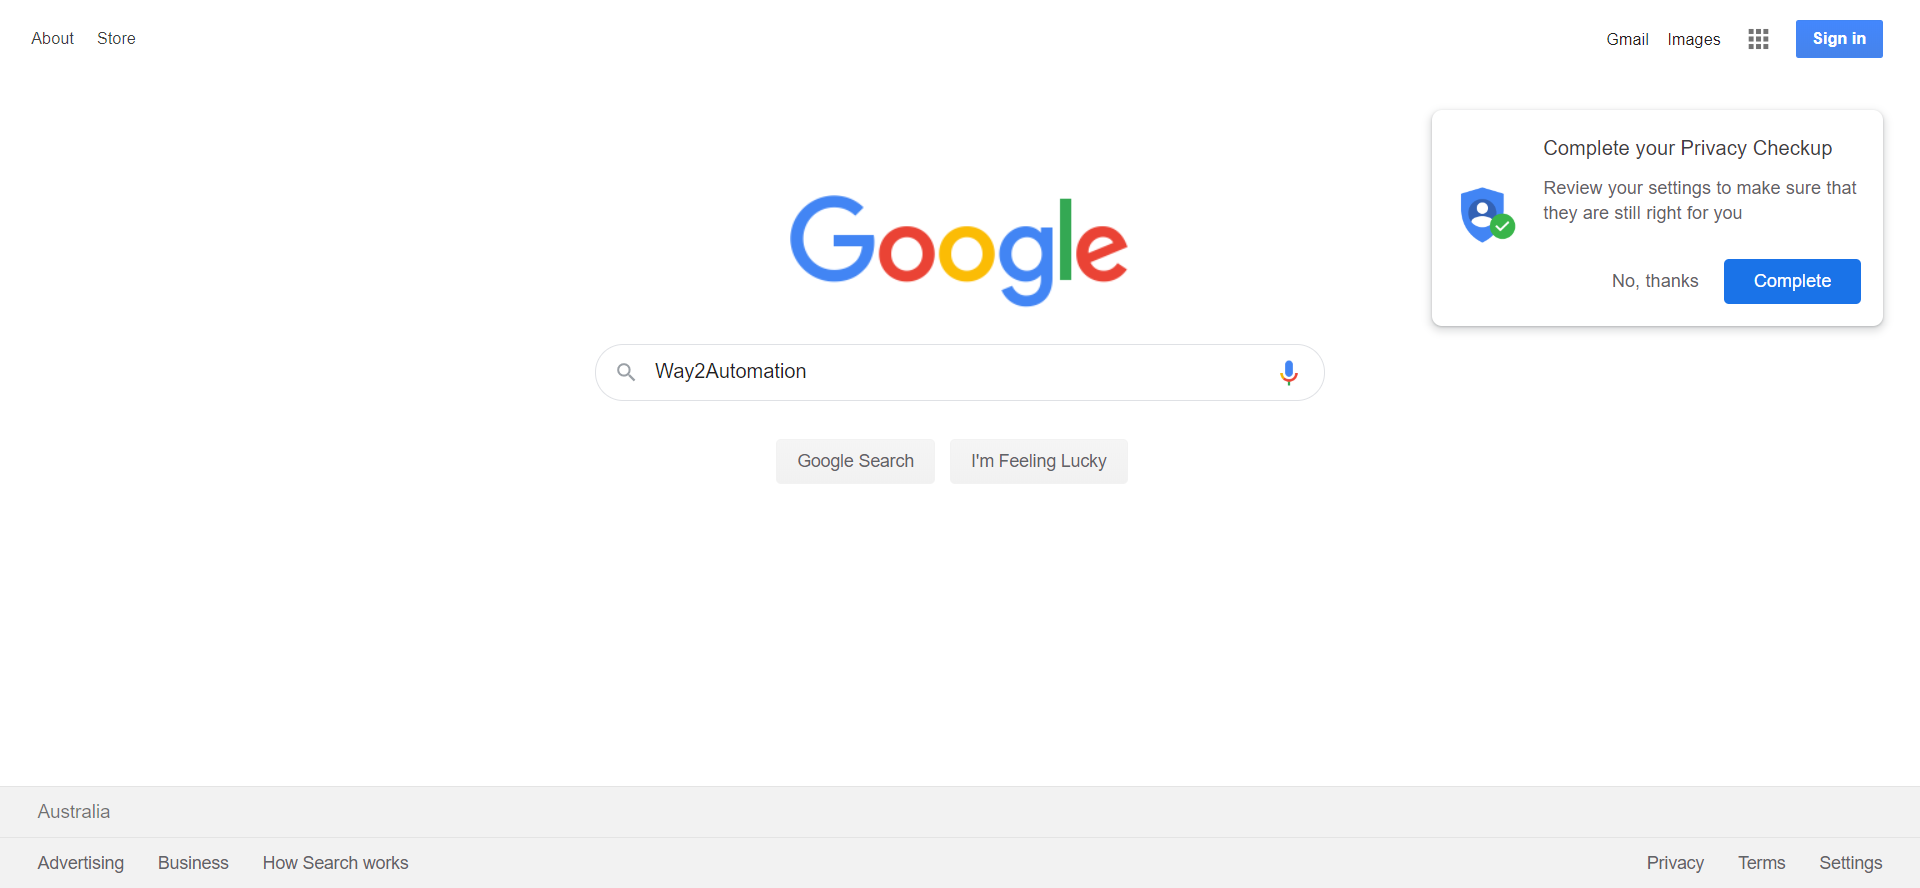 About Store
Gmail Images Sign in
Complete your Privacy Checkup
Review your settings to make sure that
they are still right for you
No, thanks Complete
Google
Way2Automation
Google Search I'm Feeling Lucky
Australia
Advertising Business How Search works
Privacy Terms Settings